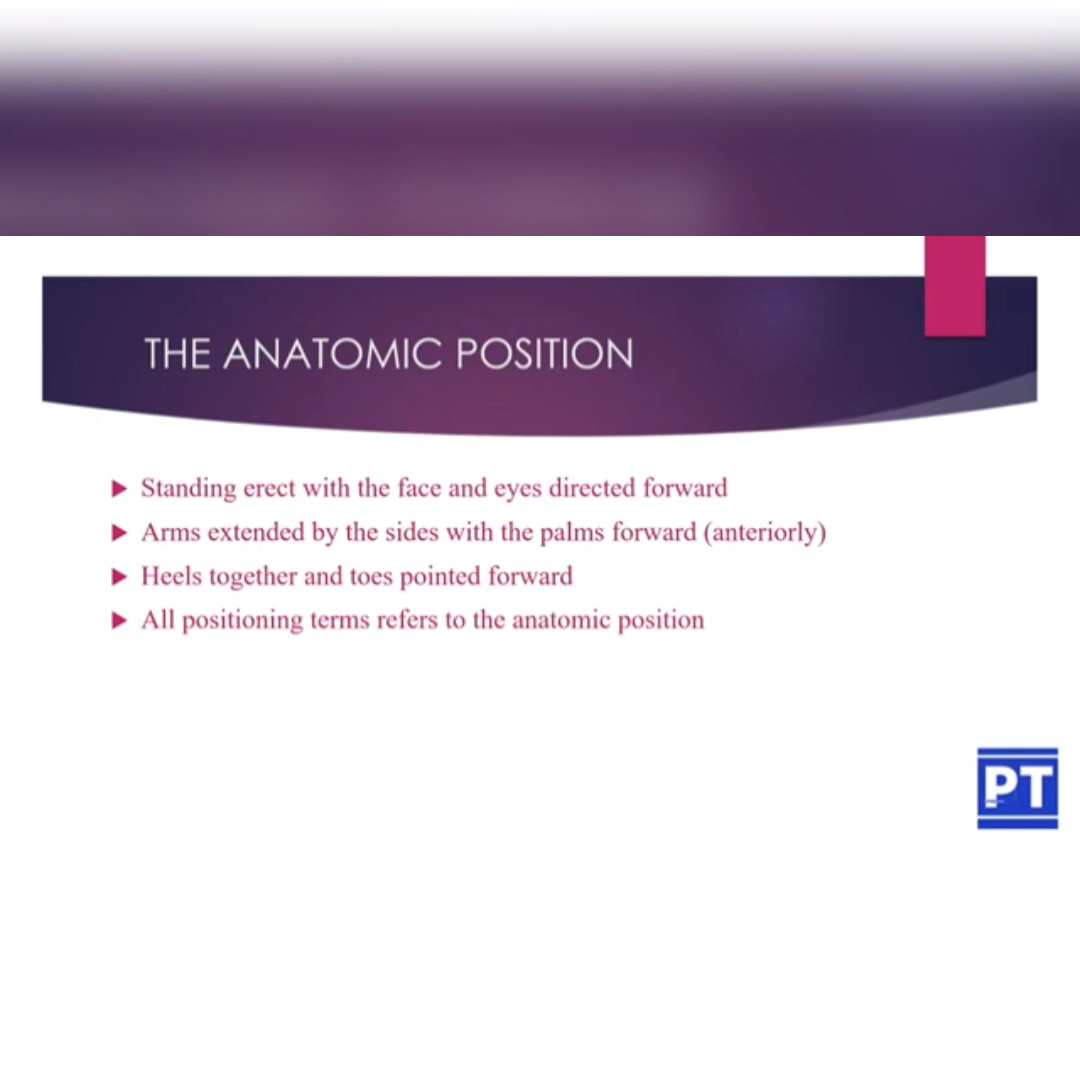 THE ANATOMIC POSITION
Standing erect with the face and eyes directed forward
Arms extended by the sides with the palms forward (anteriorly)
Heels together and toes pointed forward
All positioning terms refers to the anatomic position
PT